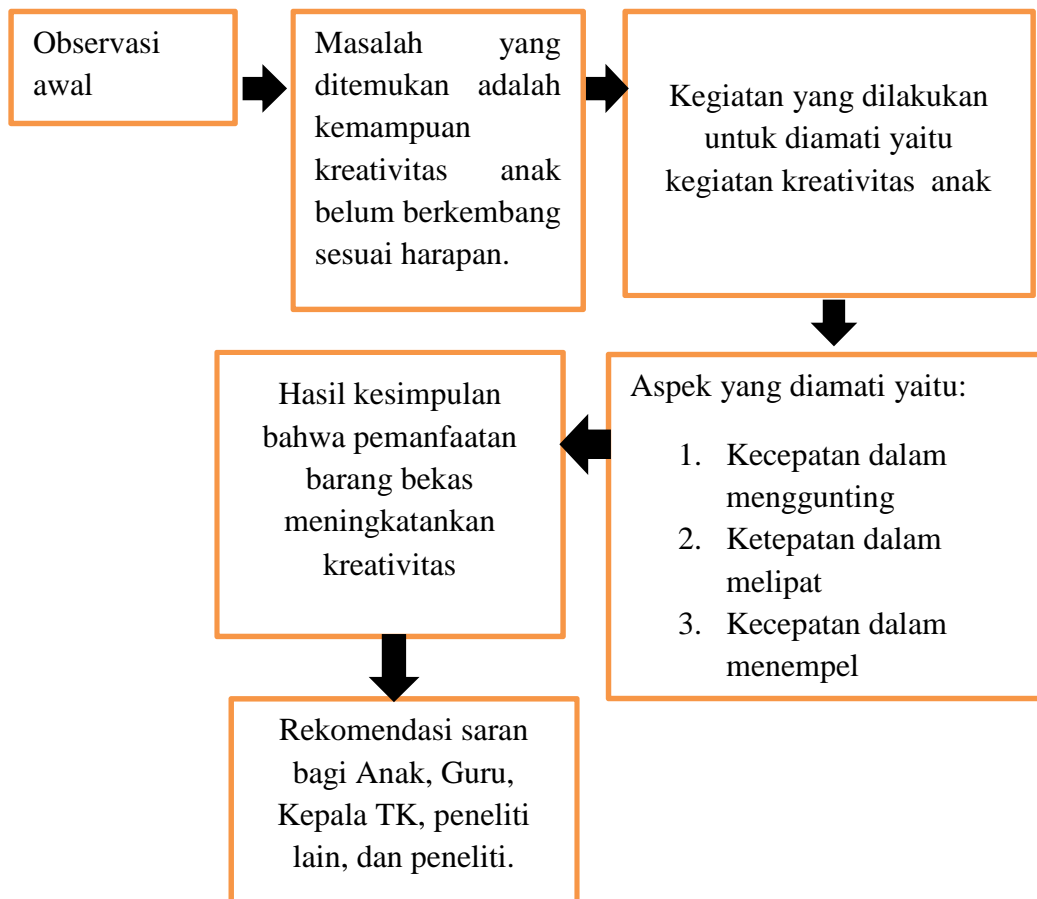 Observasi
awal
Masalah yang
ditemukan adalah
kemampuan
kreativitas anak
belum berkembang
sesuai harapan.
Kegiatan yang dilakukan
untuk diamati yaitu
kegiatan kreativitas anak
Aspek yang diamati yaitu:
1. Kecepatan dalam
menggunting
2. Ketepatan dalam
melipat
3. Kecepatan dalam
menempel
Hasil kesimpulan
bahwa pemanfaatan
barang bekas
meningkatankan
kreativitas
Rekomendasi saran
bagi Anak, Guru,
Kepala TK, peneliti
lain, dan peneliti.